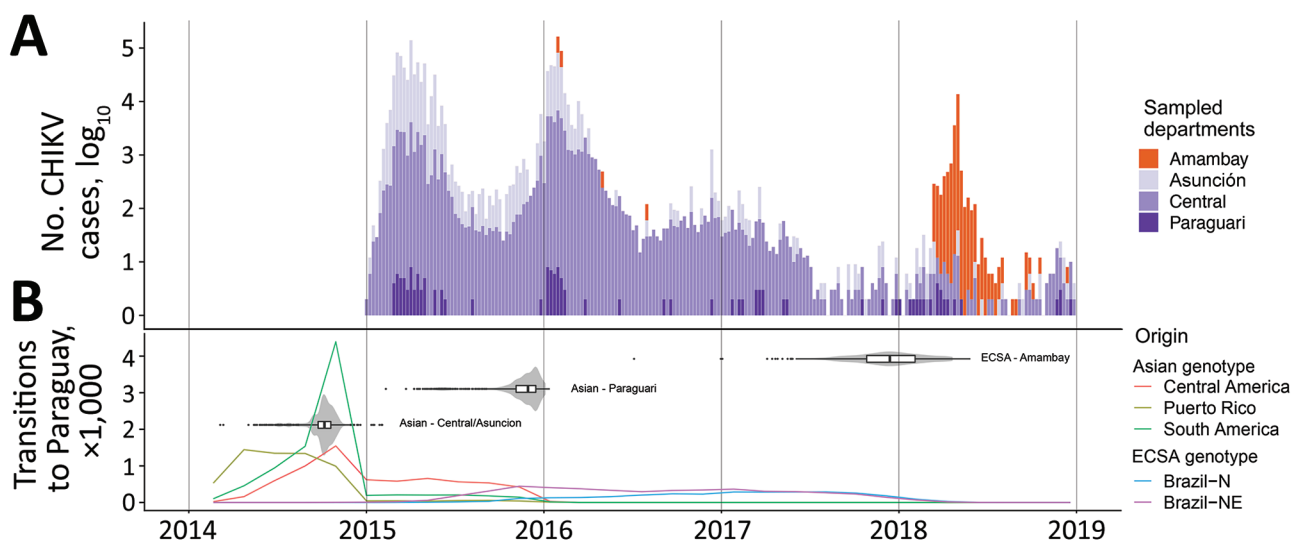 A
No. CHIKV
cases, log10
5
4
3
2
1
0
Sampled
departments
Amambay
Asunción
Central
Paraguari
B
Transitions
to Paraguay,
×1,000
4
3
2
1
0
ECSA - Amambay
Asian - Paraguari
Asian - Central/Asuncion
Origin
Asian genotype
Central America
Puerto Rico
South America
ECSA genotype
Brazil−N
Brazil−NE
2014 2015 2016 2017 2018 2019